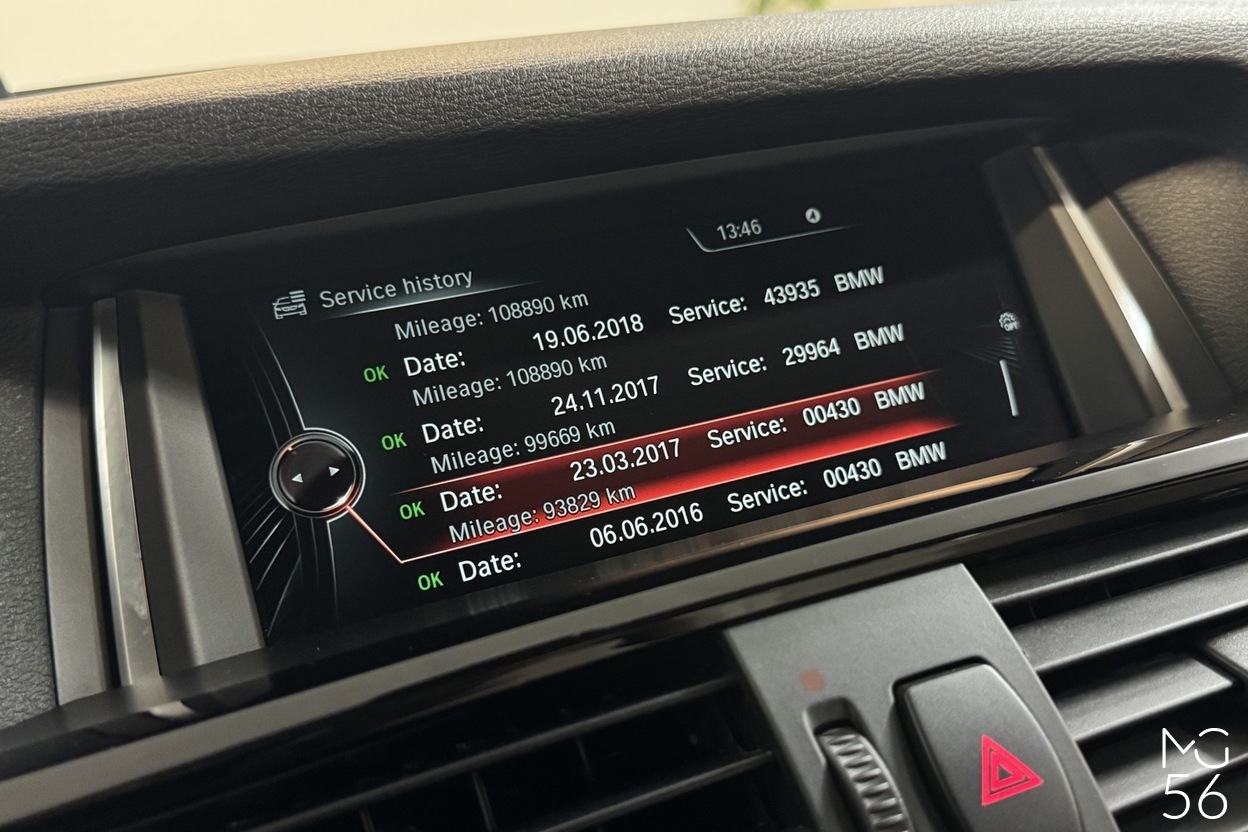 13:46
Service history
Mileage: 108890 km
OK Date: 19.06.2018 Service: 43935 BMW
Mileage: 108890 km
OK Date: 24.11.2017 Service: 29964 BMW
Mileage: 99669 km
OK Date: 23.03.2017 Service: 00430 BMW
Mileage: 93829 km
OK Date: 06.06.2016 Service: 00430 BMW
MG
56